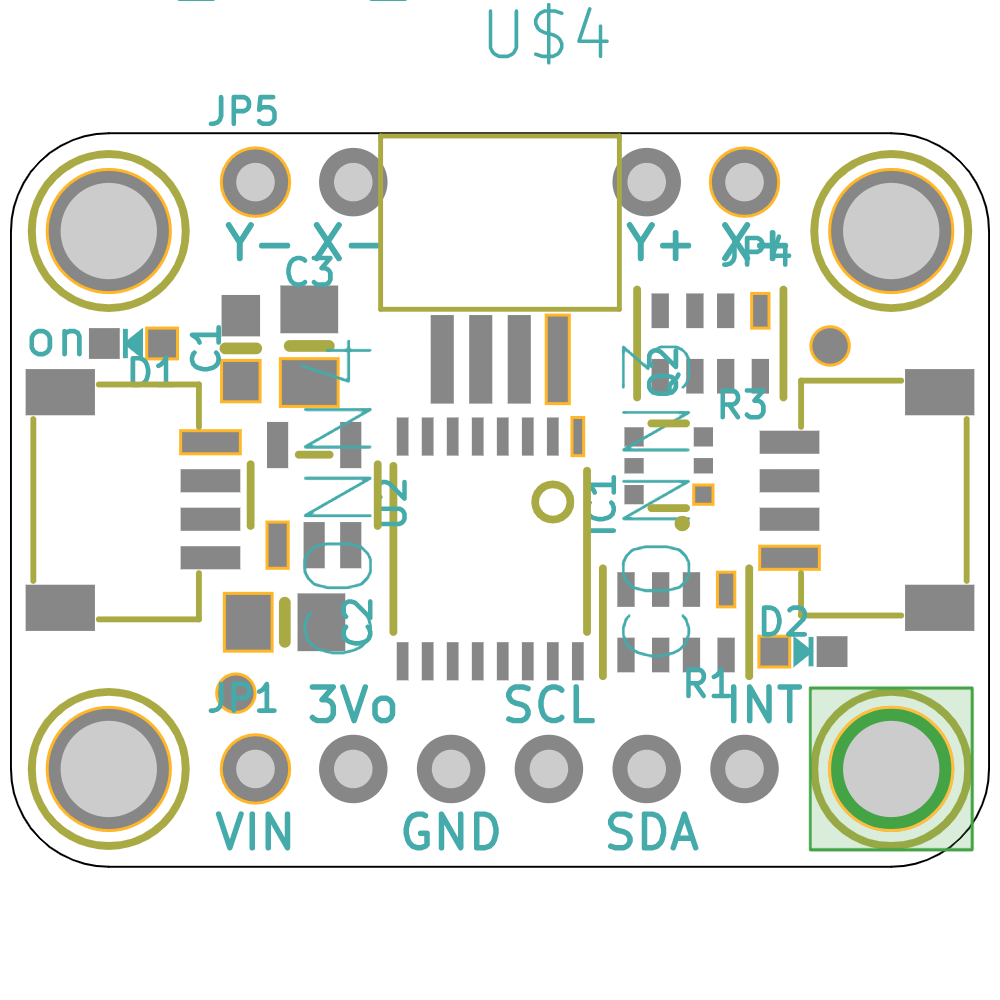 U$4
JP5
Y- X- Y+ X+
JP4
C3
on
D1
C1
Q2
R3
CONN4
CONN
U2
IC1
C2
D2
JP1
3Vo
SCL
R1
INT
VIN
GND
SDA